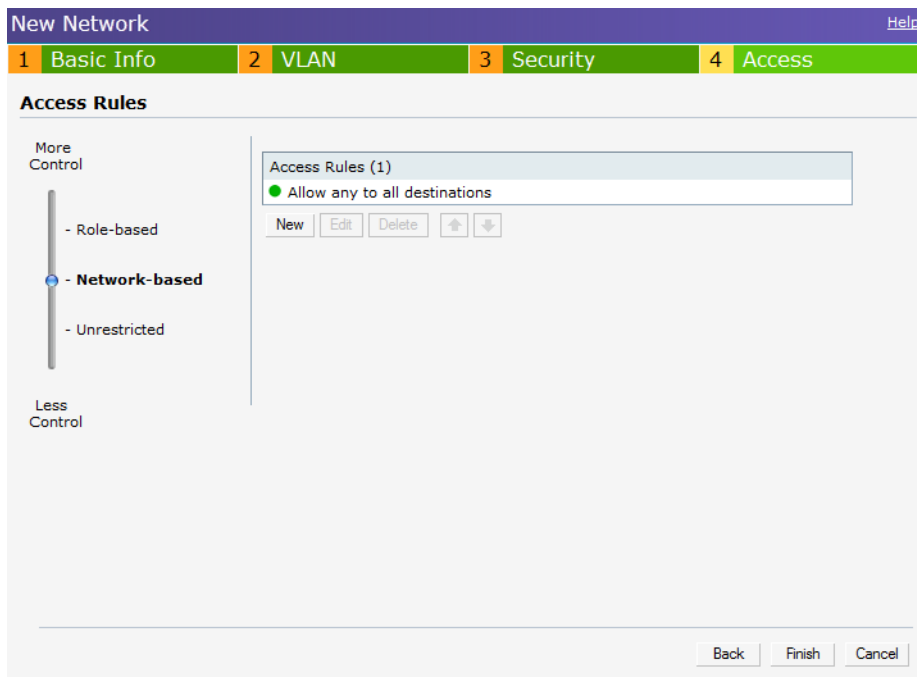 New Network
Help
1 Basic Info 2 VLAN 3 Security 4 Access
Access Rules
More
Control
- Role-based
- Network-based
- Unrestricted
Less
Control
Access Rules (1)
Allow any to all destinations
New Edit Delete
Back Finish Cancel